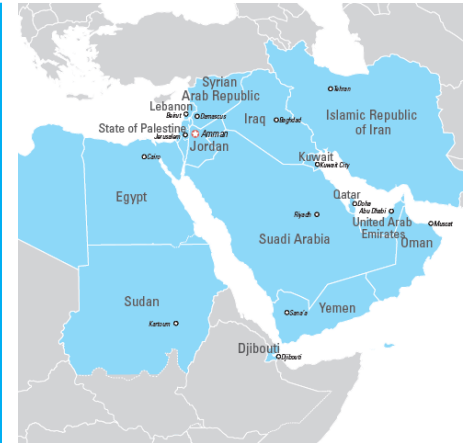 Tehran
Syrian
Arab Republic
Lebanon
Beirut
Damascus
Islamic Republic
of Iran
Iraq
Baghdad
State of Palestine
Jerusalem
Amman
Jordan
Cairo
Kuwait
Kuwait City
Egypt
Qatar
Doha
Abu Dhabi
Riyadh
United Arab
Emirates
Muscat
Suadi Arabia
Oman
Sudan
Kartoum
Sana'a
Yemen
Djibouti
Djibouti